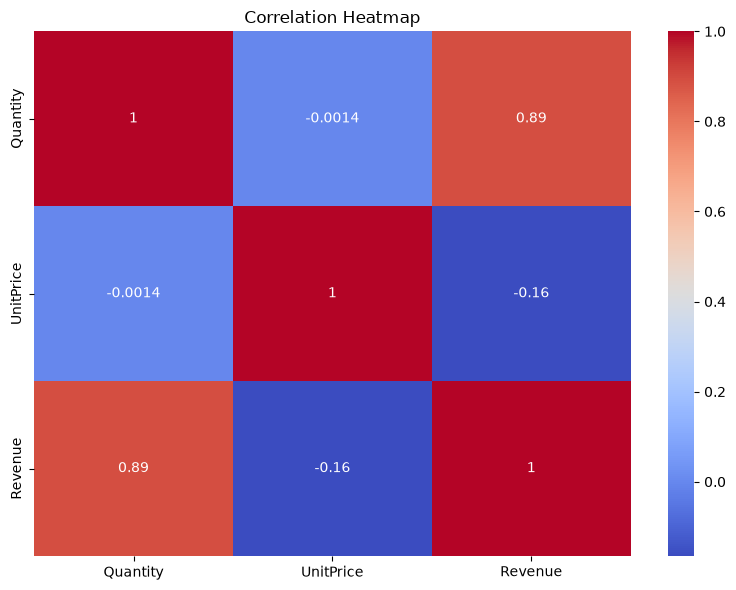 Correlation Heatmap
Quantity
1
-0.0014
0.89
UnitPrice
-0.0014
1
-0.16
Revenue
0.89
-0.16
1
Quantity
UnitPrice
Revenue
1.0
0.8
0.6
0.4
0.2
0.0